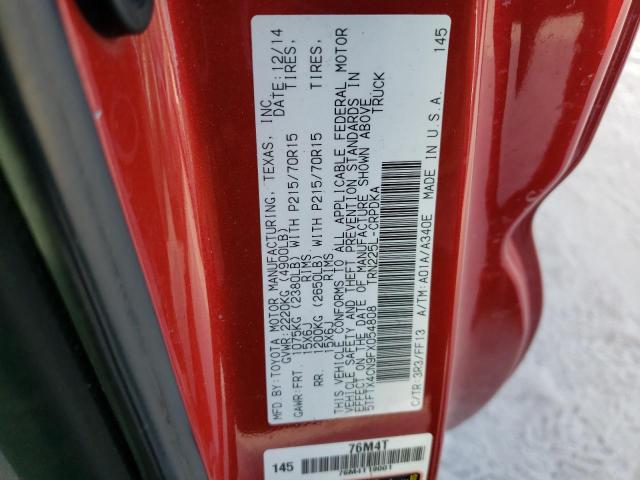 MFD. BY: TOYOTA MOTOR MANUFACTURING, TEXAS, INC. DATE: 12/14
GVWR: 2220KG (4900LB)
GAWR: FRT. 1075KG (2380LB) WITH P215/70R15 TIRES,
15X6J RIMS
RR. 1200KG (2650LB) WITH P215/70R15 TIRES,
15X6J RIMS
THIS VEHICLE CONFORMS TO ALL APPLICABLE FEDERAL MOTOR
VEHICLE SAFETY AND THEFT PREVENTION STANDARDS IN
EFFECT ON THE DATE OF MANUFACTURE SHOWN ABOVE.
5TFTX4CN9FX054808 TRN225L-CRPDKA TRUCK
C/TR: 3R3/FF13 A/TM: A01A/A340E MADE IN U.S.A. 145
76M4T
145